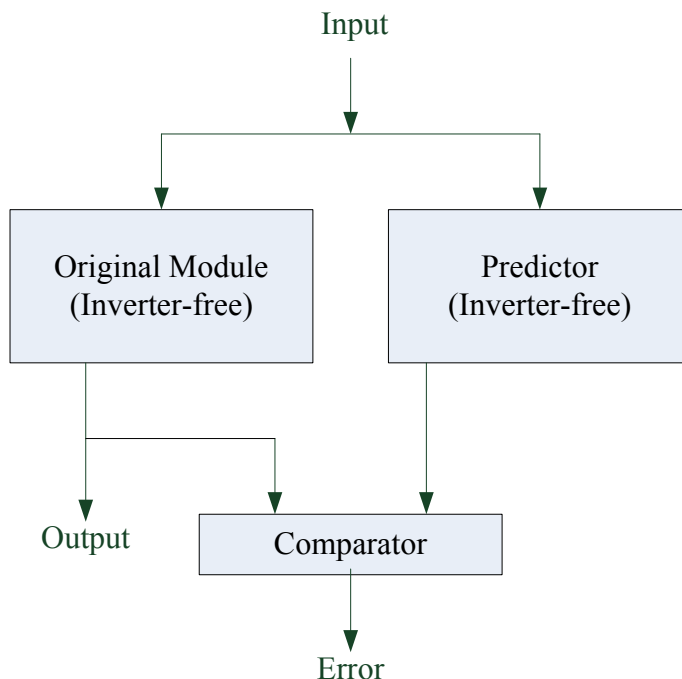 Input
Original Module
(Inverter-free)
Predictor
(Inverter-free)
Output
Comparator
Error